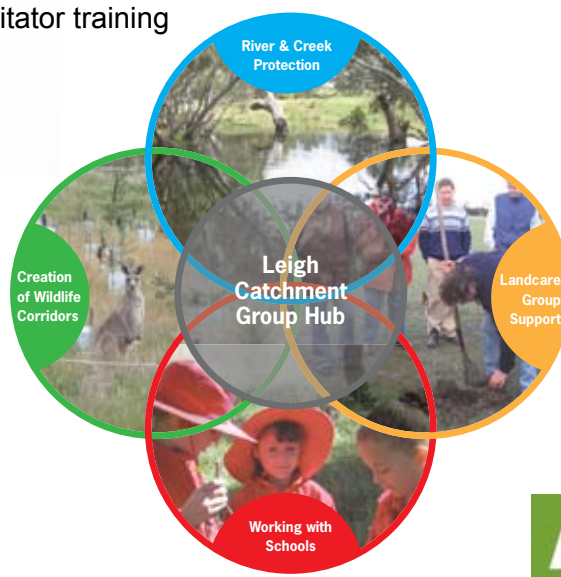 itator training
River & Creek
Protection
Creation
of Wildlife
Corridors
Leigh
Catchment
Group Hub
Landcare
Group
Support
Working with
Schools